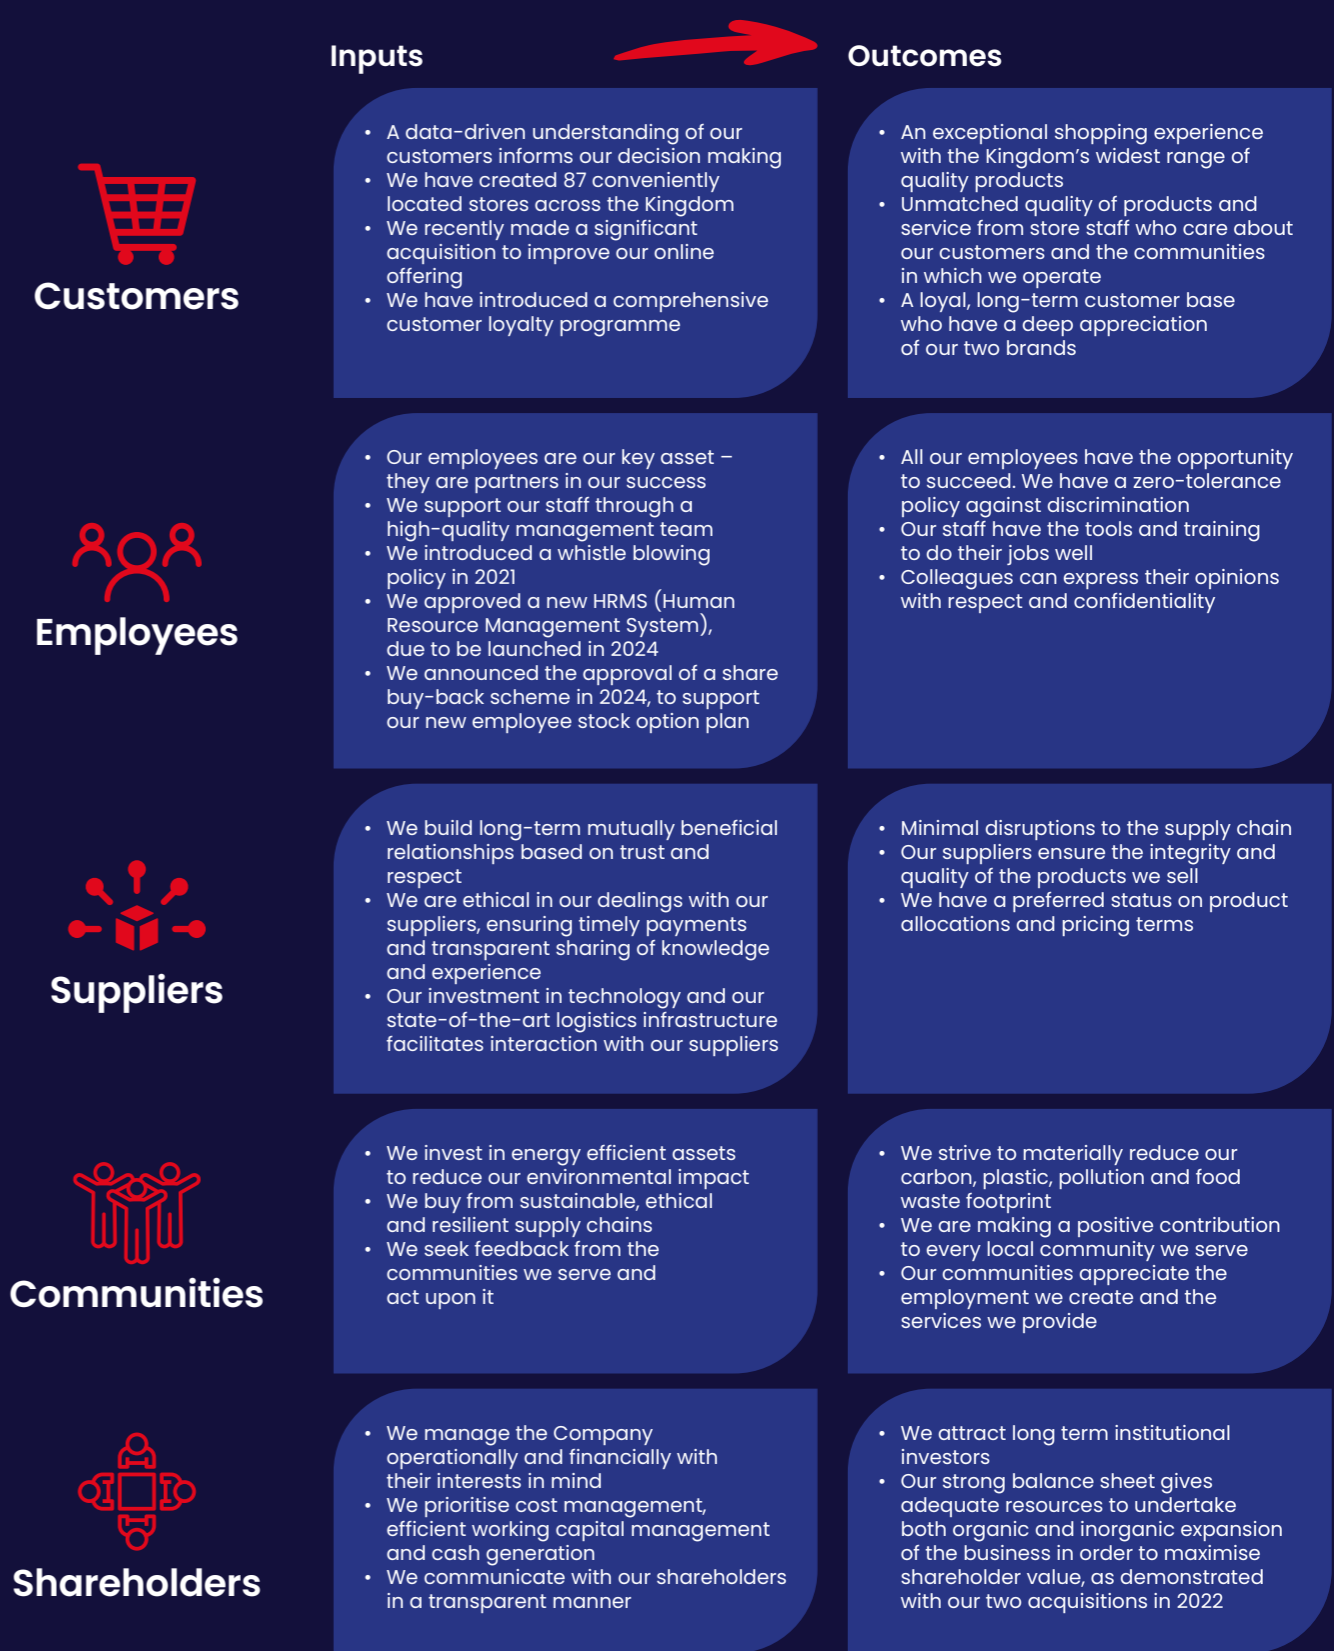 Inputs
Outcomes
Customers
• A data-driven understanding of our
customers informs our decision making
• We have created 87 conveniently
located stores across the Kingdom
• We recently made a significant
acquisition to improve our online
offering
• We have introduced a comprehensive
customer loyalty programme
• An exceptional shopping experience
with the Kingdom’s widest range of
quality products
• Unmatched quality of products and
service from store staff who care about
our customers and the communities
in which we operate
• A loyal, long-term customer base
who have a deep appreciation
of our two brands
Employees
• Our employees are our key asset –
they are partners in our success
• We support our staff through a
high-quality management team
• We introduced a whistle blowing
policy in 2021
• We approved a new HRMS (Human
Resource Management System),
due to be launched in 2024
• We announced the approval of a share
buy-back scheme in 2024, to support
our new employee stock option plan
• All our employees have the opportunity
to succeed. We have a zero-tolerance
policy against discrimination
• Our staff have the tools and training
to do their jobs well
• Colleagues can express their opinions
with respect and confidentiality
Suppliers
• We build long-term mutually beneficial
relationships based on trust and
respect
• We are ethical in our dealings with our
suppliers, ensuring timely payments
and transparent sharing of knowledge
and experience
• Our investment in technology and our
state-of-the-art logistics infrastructure
facilitates interaction with our suppliers
• Minimal disruptions to the supply chain
• Our suppliers ensure the integrity and
quality of the products we sell
• We have a preferred status on product
allocations and pricing terms
Communities
• We invest in energy efficient assets
to reduce our environmental impact
• We buy from sustainable, ethical
and resilient supply chains
• We seek feedback from the
communities we serve and
act upon it
• We strive to materially reduce our
carbon, plastic, pollution and food
waste footprint
• We are making a positive contribution
to every local community we serve
• Our communities appreciate the
employment we create and the
services we provide
Shareholders
• We manage the Company
operationally and financially with
their interests in mind
• We prioritise cost management,
efficient working capital management
and cash generation
• We communicate with our shareholders
in a transparent manner
• We attract long term institutional
investors
• Our strong balance sheet gives
adequate resources to undertake
both organic and inorganic expansion
of the business in order to maximise
shareholder value, as demonstrated
with our two acquisitions in 2022